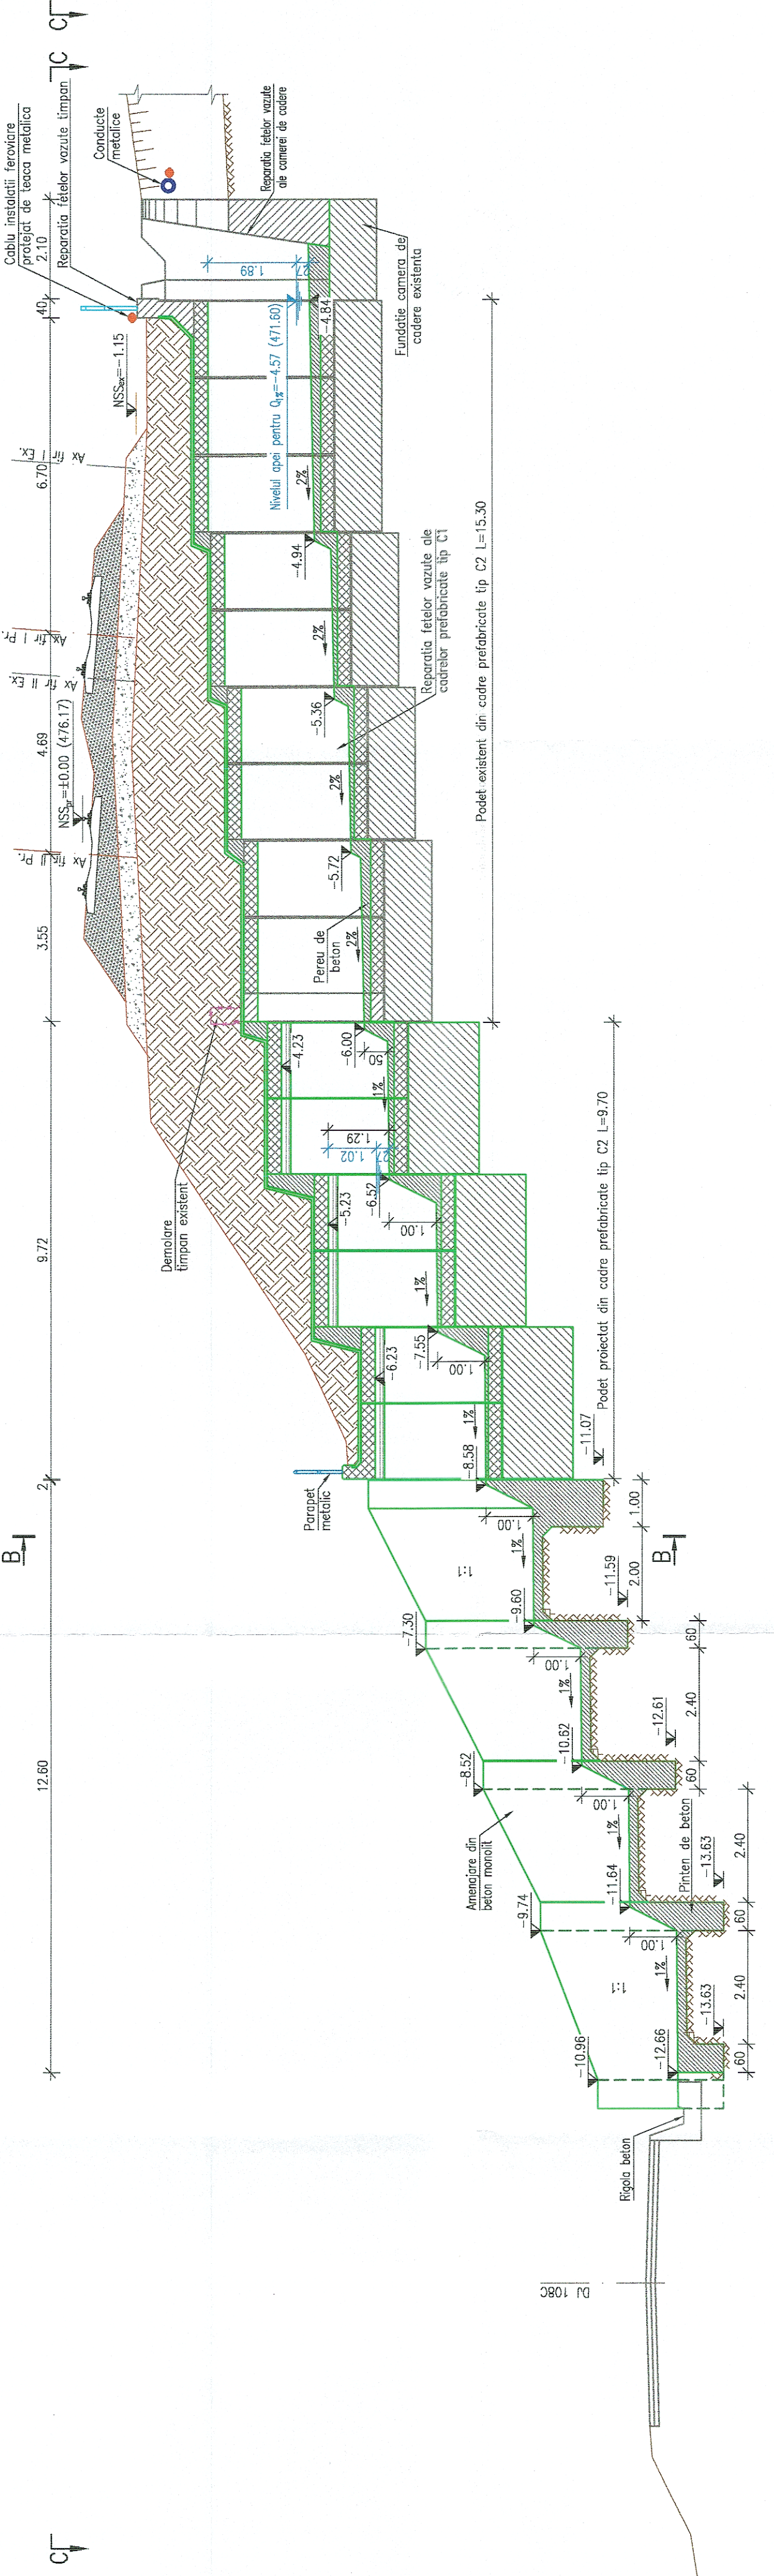 C
C
Cablu instalatii feroviare
protejat de teaca metalica
Reparatia fetelor vazute timpan
Conducte
metalice
Reparatia fetelor vazute
ale camerei de cadere
Fundatie camera de
cadere existenta
2.10
40
6.70
4.69
3.55
9.72
2
12.60
NSSex=-1.15
Ax fir I Ex.
Ax fir I Pr.
Ax fir II Ex.
NSSpr=±0.00 (476.17)
Ax fir II Pr.
1.89
27
-4.84
Nivelul apei pentru Q1%=-4.57 (471.60)
2%
-4.94
2%
-5.36
2%
-5.72
2%
Reparatia fetelor vazute ale
cadrelor prefabricate tip C1
Podet existent din cadre prefabricate tip C2 L=15.30
Pereu de
beton
-6.00
50
-4.23
1%
1.29
1.02
27
-6.52
Demolare
timpan existent
-5.23
1.00
1%
-7.55
-6.23
1.00
1%
-8.58
Podet proiectat din cadre prefabricate tip C2 L=9.70
Parapet
metalic
-11.07
B
B
1.00
1%
1:1
1.00
2.00
-11.59
-9.60
-7.30
60
1.00
1%
2.40
-12.61
-10.62
-8.52
60
1.00
1%
2.40
Amenajare din
beton monolit
Pinten de beton
-13.63
-11.64
-9.74
60
1.00
1%
1:1
2.40
-13.63
-12.66
-10.96
60
Rigola beton
DJ 108C
C